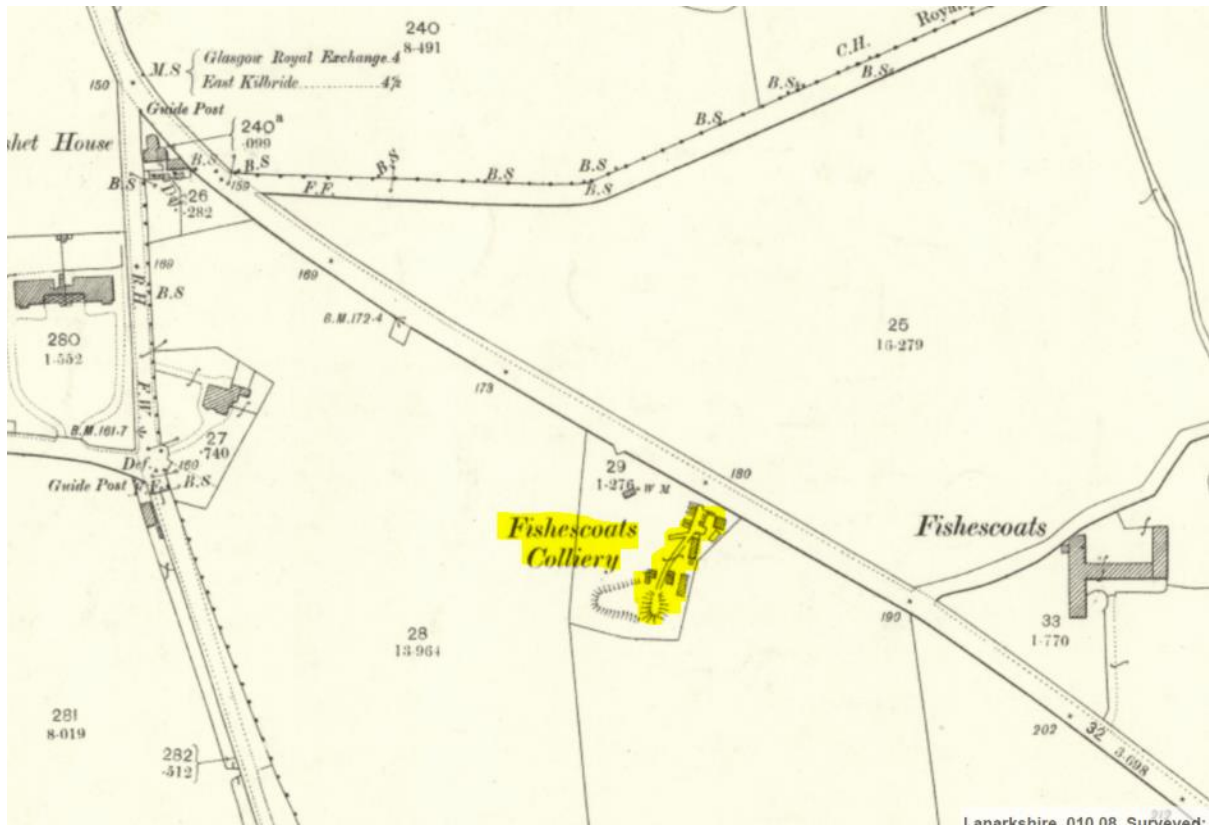 240
8·491
Royal
C.H.
M.S
Glasgow Royal Exchange 4
East Kilbride 4½
B.S.
B.S.
150
Guide Post
240ª
·099
het House
B.S
B.S
B.S
B.S
B.S.
B.S
B.S.
B.S
159
F.F.
26
·282
169
169
R.H.
B.S
B.M.172·4
25
16·279
280
1·552
173
F.W.
B.M.161·7
27
·740
Def.
160
Guide Post
F.F.
B.S
29
1·276
W M
180
Fishescoats
Colliery
Fishescoats
190
33
1·770
28
13·964
281
8·019
282
·512
202
32
3·698
212
Lanarkshire 010.08 Surveyed: